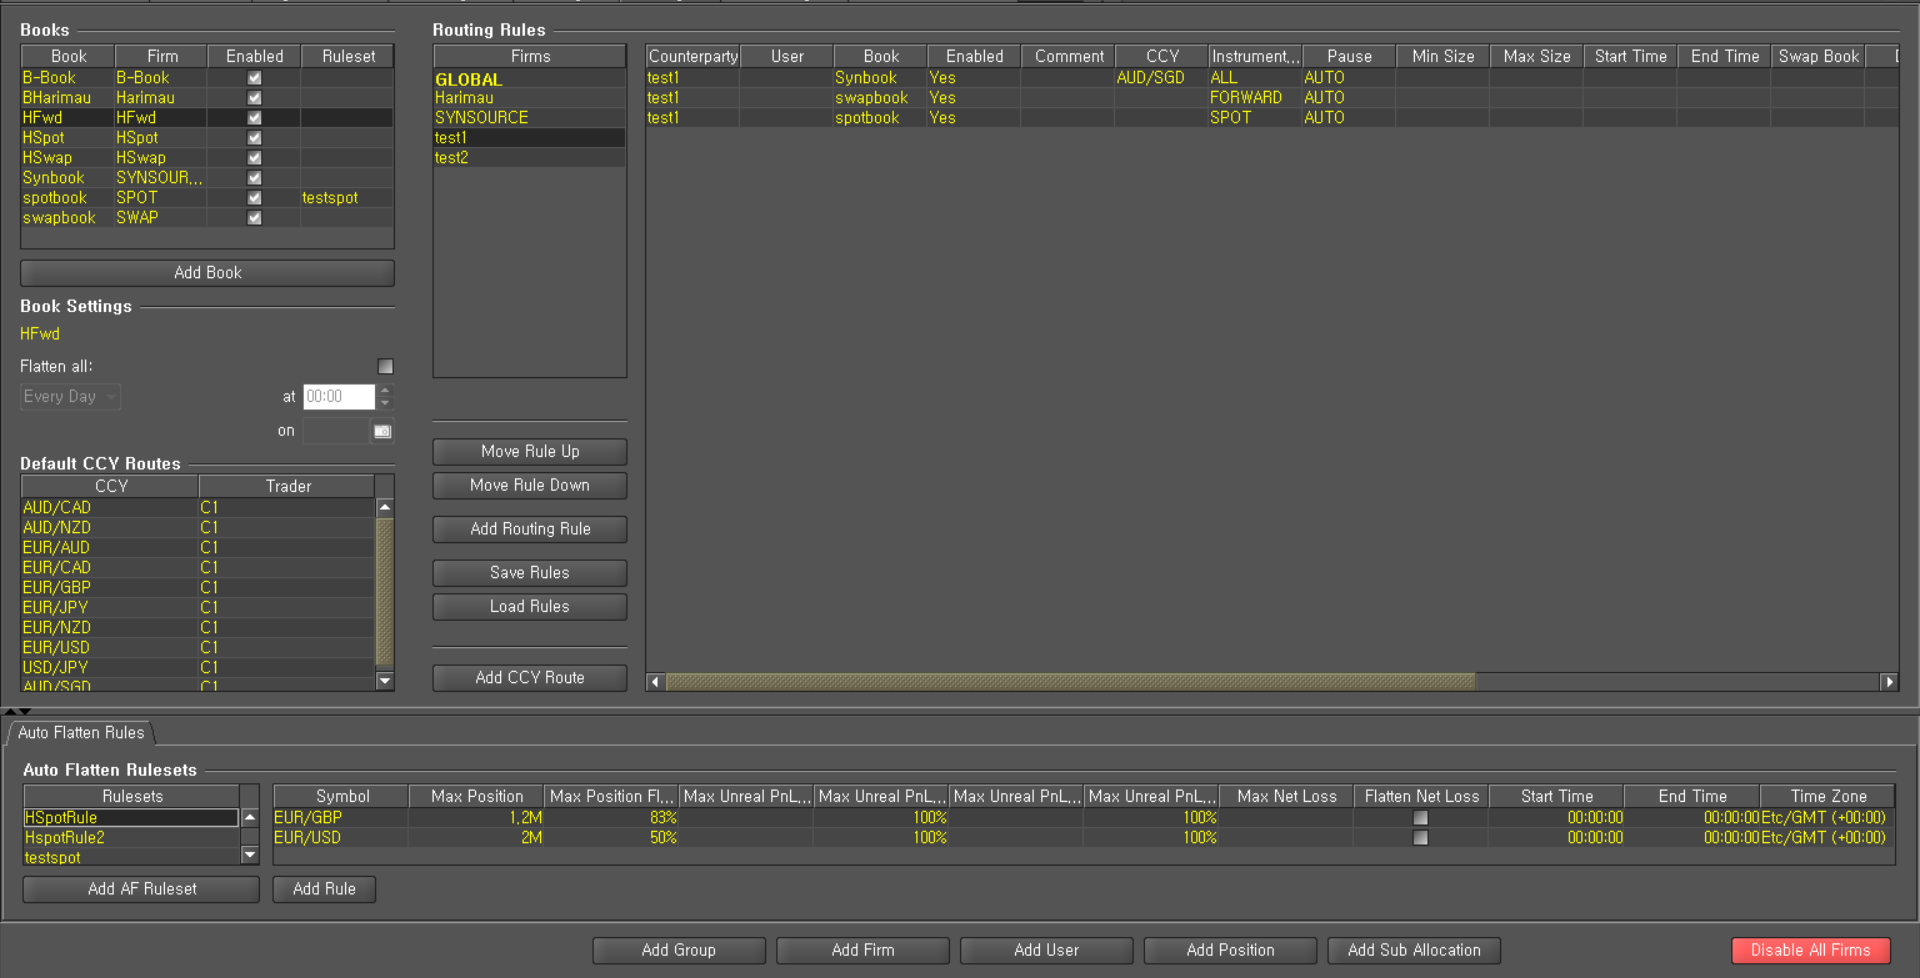 Books
Book Firm Enabled Ruleset
B-Book B-Book
BHarimau Harimau
HFwd HFwd
HSpot HSpot
HSwap HSwap
Synbook SYNSOUR...
spotbook SPOT testspot
swapbook SWAP
Add Book
Book Settings
HFwd
Flatten all:
Every Day at 00:00
on
Default CCY Routes
CCY Trader
AUD/CAD C1
AUD/NZD C1
EUR/AUD C1
EUR/CAD C1
EUR/GBP C1
EUR/JPY C1
EUR/NZD C1
EUR/USD C1
USD/JPY C1
AUD/SGD C1
Routing Rules
Firms
GLOBAL
Harimau
SYNSOURCE
test1
test2
Move Rule Up
Move Rule Down
Add Routing Rule
Save Rules
Load Rules
Add CCY Route
Counterparty User Book Enabled Comment CCY Instrument... Pause Min Size Max Size Start Time End Time Swap Book
test1 Synbook Yes AUD/SGD ALL AUTO
test1 swapbook Yes FORWARD AUTO
test1 spotbook Yes SPOT AUTO
Auto Flatten Rules
Auto Flatten Rulesets
Rulesets
HSpotRule
HspotRule2
testspot
Add AF Ruleset
Symbol Max Position Max Position Fl... Max Unreal PnL... Max Unreal PnL... Max Unreal PnL... Max Unreal PnL... Max Net Loss Flatten Net Loss Start Time End Time Time Zone
EUR/GBP 1.2M 83% 100% 100% 00:00:00 00:00:00 Etc/GMT (+00:00)
EUR/USD 2M 50% 100% 100% 00:00:00 00:00:00 Etc/GMT (+00:00)
Add Rule
Add Group Add Firm Add User Add Position Add Sub Allocation Disable All Firms